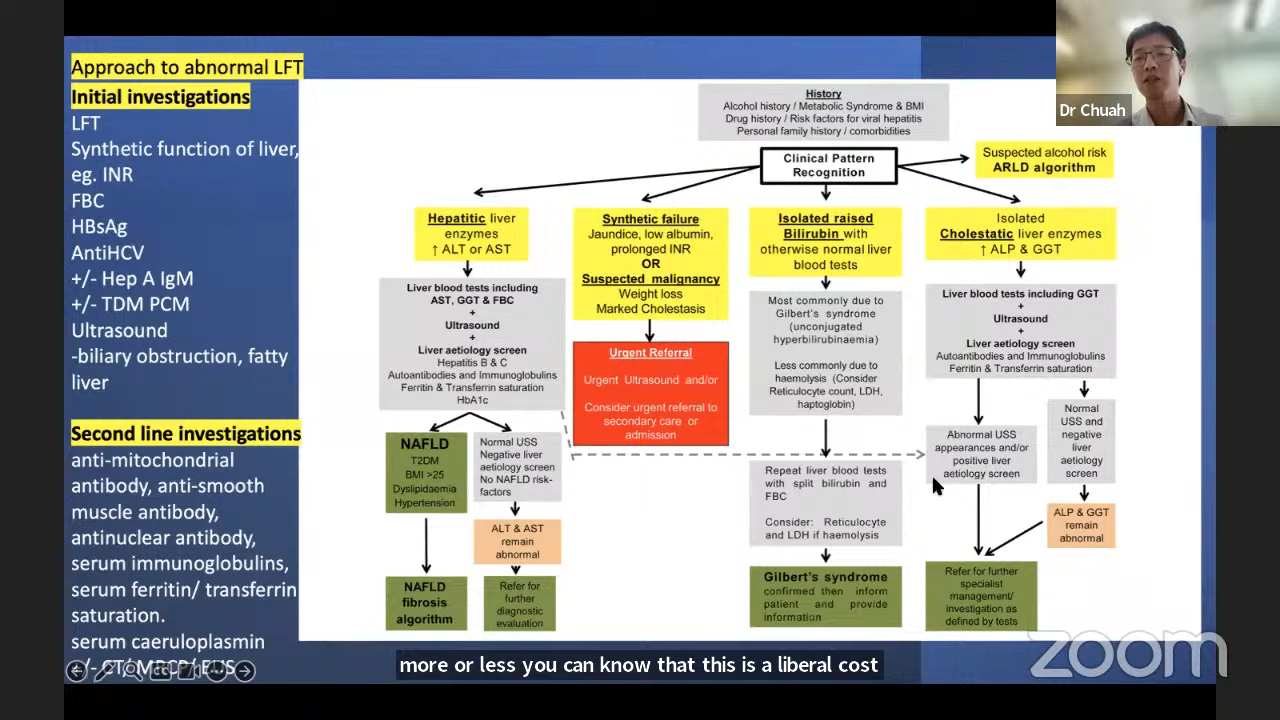 Approach to abnormal LFT
Initial investigations
LFT
Synthetic function of liver,
eg. INR
FBC
HBsAg
AntiHCV
+/- Hep A IgM
+/- TDM PCM
Ultrasound
-biliary obstruction, fatty
liver
Second line investigations
anti-mitochondrial
antibody, anti-smooth
muscle antibody,
antinuclear antibody,
serum immunoglobulins,
serum ferritin/ transferrin
saturation.
serum caeruloplasmin
+/- CT/ MRCP/ EUS
History
Alcohol history / Metabolic Syndrome & BMI
Drug history / Risk factors for viral hepatitis
Personal family history / comorbidities
Clinical Pattern
Recognition
Suspected alcohol risk
ARLD algorithm
Hepatic liver
enzymes
↑ ALT or AST
Liver blood tests including
AST, GGT & FBC
+
Ultrasound
+
Liver aetiology screen
Hepatitis B & C
Autoantibodies and Immunoglobulins
Ferritin & Transferrin saturation
HbA1c
NAFLD
T2DM
BMI >25
Dyslipidaemia
Hypertension
NAFLD
fibrosis
algorithm
Normal USS
Negative liver
aetiology screen
No NAFLD risk-
factors
ALT & AST
remain
abnormal
Refer for
further
diagnostic
evaluation
Synthetic failure
Jaundice, low albumin,
prolonged INR
OR
Suspected malignancy
Weight loss
Marked Cholestasis
Urgent Referral
Urgent Ultrasound and/or
Consider urgent referral to
secondary care or
admission
Isolated raised
Bilirubin with
otherwise normal liver
blood tests
Most commonly due to
Gilbert's syndrome
(unconjugated
hyperbilirubinaemia)
Less commonly due to
haemolysis (Consider
Reticulocyte count, LDH,
haptoglobin)
Repeat liver blood tests
with split bilirubin and
FBC
Consider: Reticulocyte
and LDH if haemolysis
Gilbert's syndrome
confirmed then inform
patient and provide
information
Isolated
Cholestatic liver enzymes
↑ ALP & GGT
Liver blood tests including GGT
+
Ultrasound
+
Liver aetiology screen
Autoantibodies and Immunoglobulins
Ferritin & Transferrin saturation
Abnormal USS
appearances and/or
positive liver
aetiology screen
Normal
USS and
negative
liver
aetiology
screen
ALP & GGT
remain
abnormal
Refer for further
specialist
management/
investigation as
defined by tests
Dr Chuah
zoom
more or less you can know that this is a liberal cost